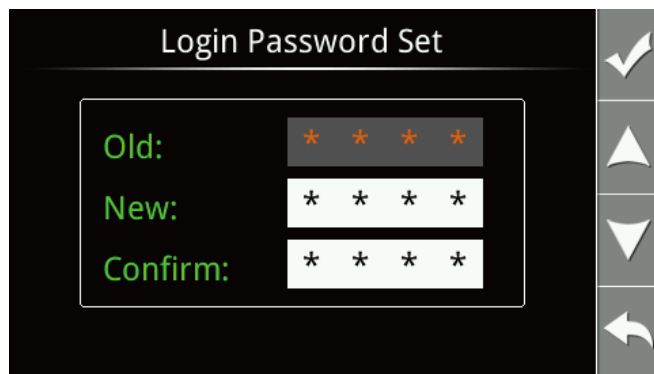 Login Password Set
Old: * * * *
New: * * * *
Confirm: * * * *